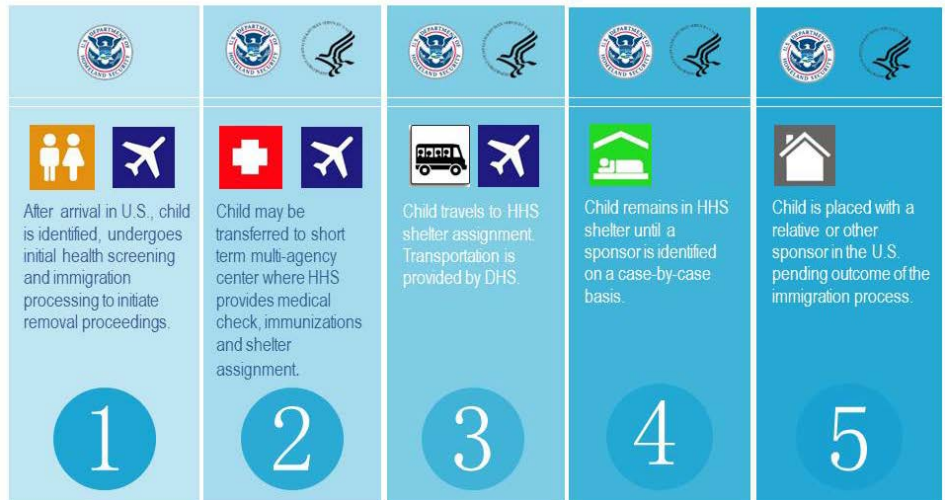 After arrival in U.S., child
is identified, undergoes
initial health screening
and immigration
processing to initiate
removal proceedings.
1
Child may be
transferred to short
term multi-agency
center where HHS
provides medical
check, immunizations
and shelter
assignment.
2
Child travels to HHS
shelter assignment.
Transportation is
provided by DHS.
3
Child remains in HHS
shelter until a
sponsor is identified
on a case-by-case
basis.
4
Child is placed with a
relative or other
sponsor in the U.S.
pending outcome of the
immigration process.
5